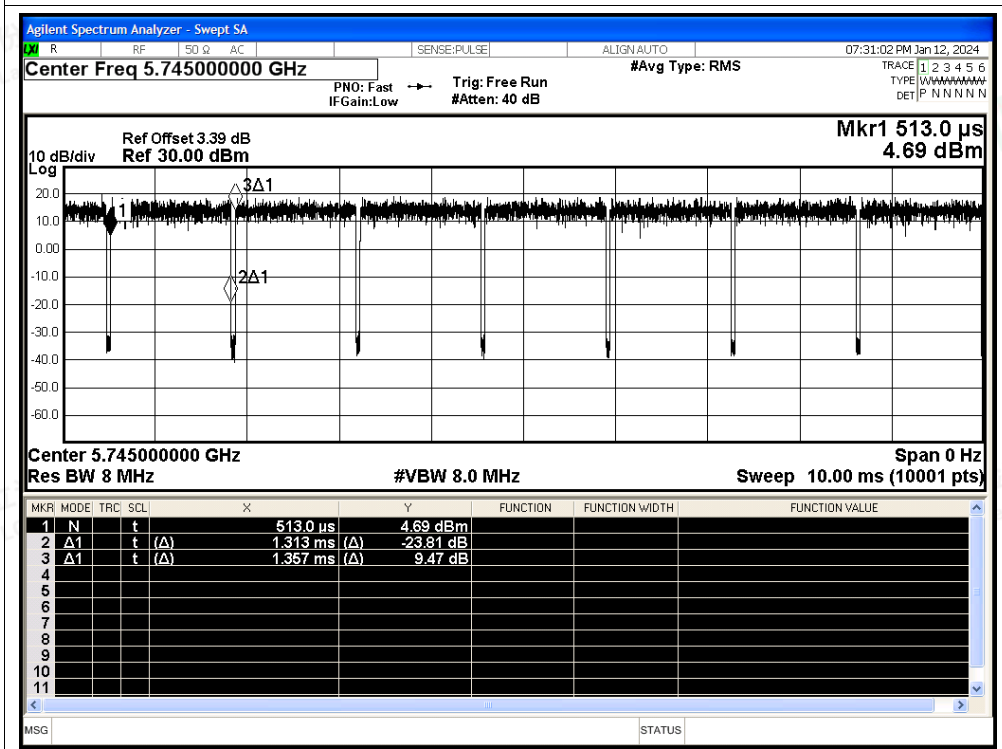 Agilent Spectrum Analyzer - Swept SA
LXI R RF 50 Ω AC SENSE:PULSE ALIGN AUTO 07:31:02 PM Jan 12, 2024
Center Freq 5.745000000 GHz #Avg Type: RMS TRACE 1 2 3 4 5 6
PNO: Fast Trig: Free Run TYPE WWWWWW
IFGain:Low #Atten: 40 dB DET P N N N N N
Mkr1 513.0 µs
Ref Offset 3.39 dB
10 dB/div Ref 30.00 dBm 4.69 dBm
Log
3Δ1
20.0
1
10.0
0.00
2Δ1
-10.0
-20.0
-30.0
-40.0
-50.0
-60.0
Center 5.745000000 GHz Span 0 Hz
Res BW 8 MHz #VBW 8.0 MHz Sweep 10.00 ms (10001 pts)
MKR MODE TRC SCL X Y FUNCTION FUNCTION WIDTH FUNCTION VALUE
1 N t 513.0 µs 4.69 dBm
2 Δ1 t (Δ) 1.313 ms (Δ) -23.81 dB
3 Δ1 t (Δ) 1.357 ms (Δ) 9.47 dB
4
5
6
7
8
9
10
11
MSG STATUS